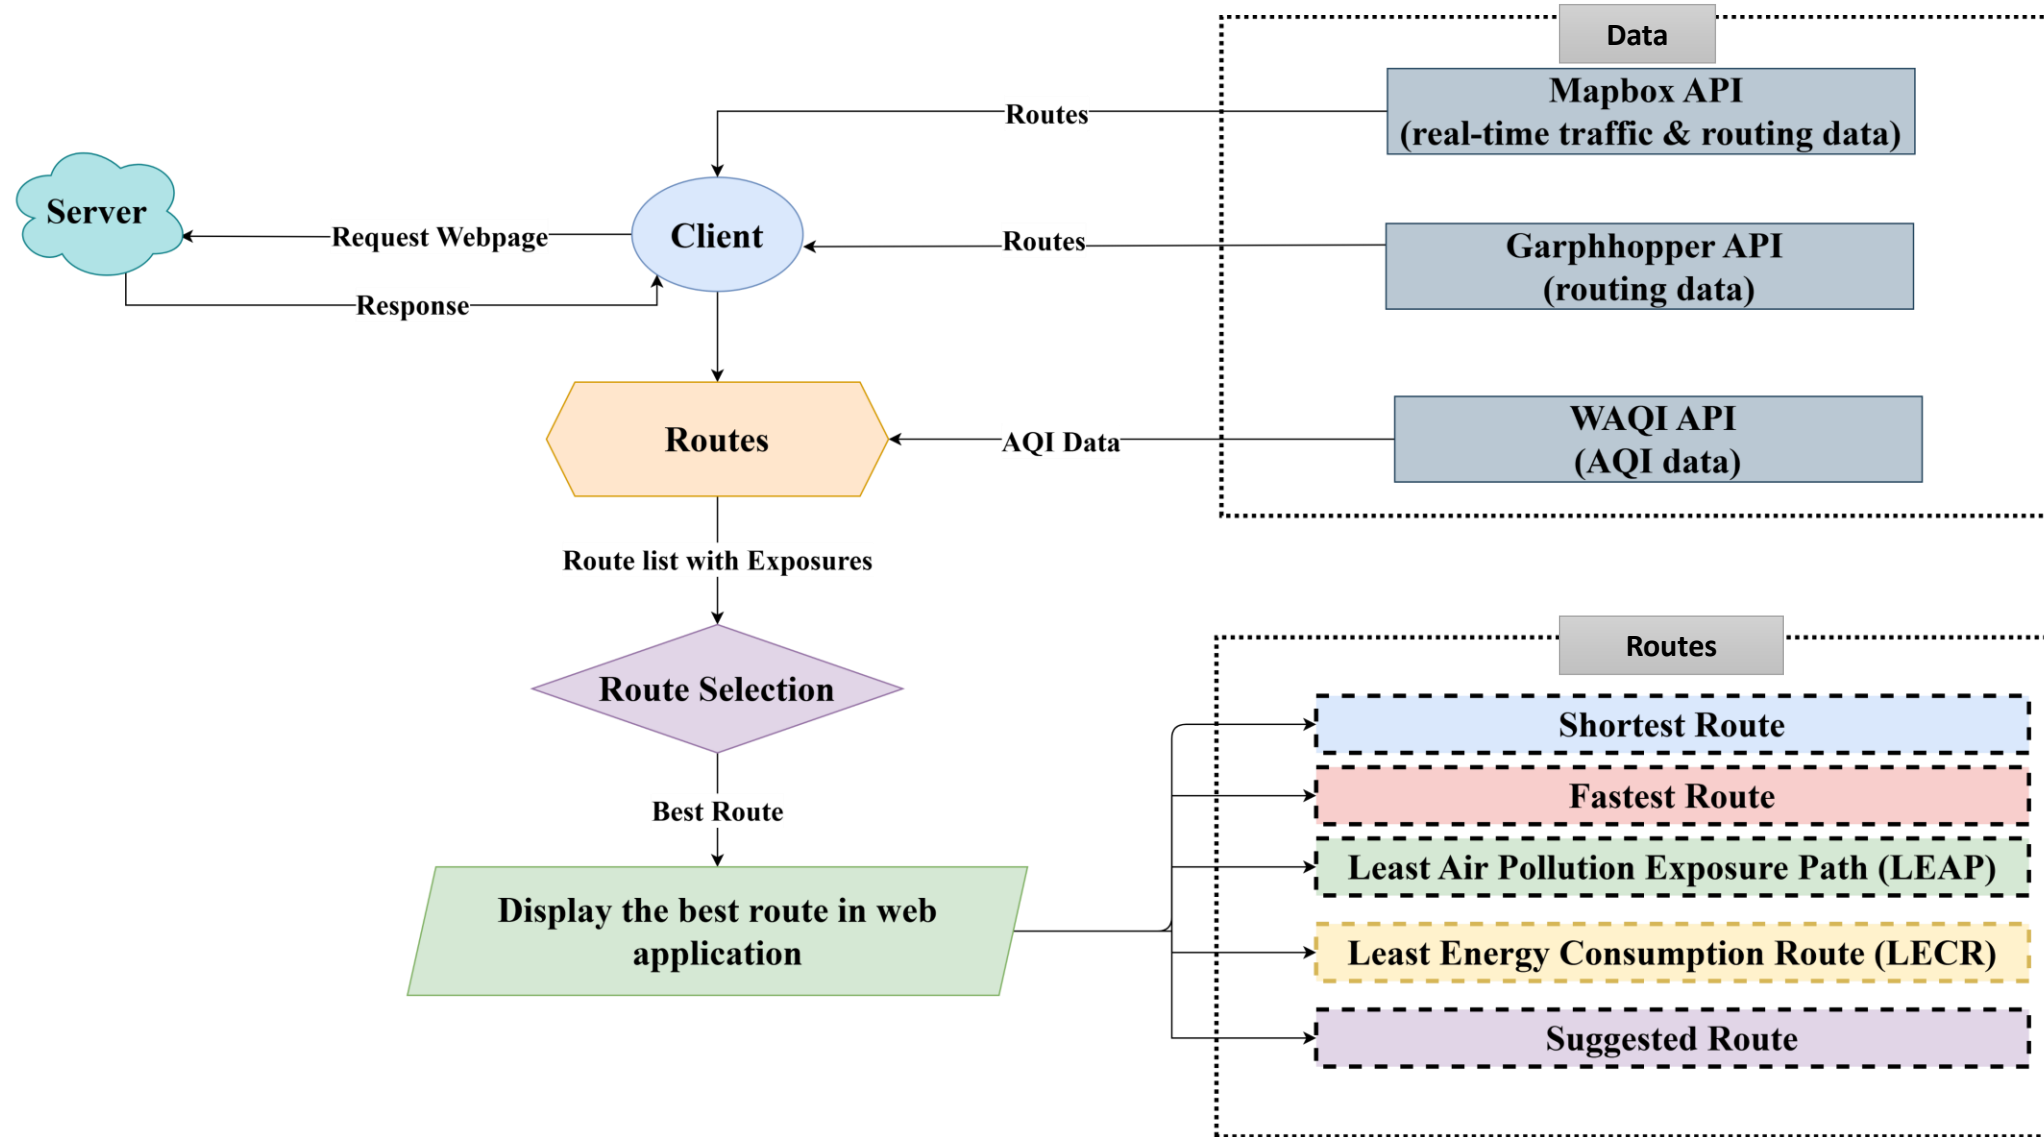 Data
Mapbox API
(real-time traffic & routing data)
Routes
Server
Request Webpage
Client
Routes
Garphhopper API
(routing data)
Response
Routes
AQI Data
WAQI API
(AQI data)
Route list with Exposures
Routes
Route Selection
Shortest Route
Fastest Route
Best Route
Least Air Pollution Exposure Path (LEAP)
Display the best route in web
application
Least Energy Consumption Route (LECR)
Suggested Route